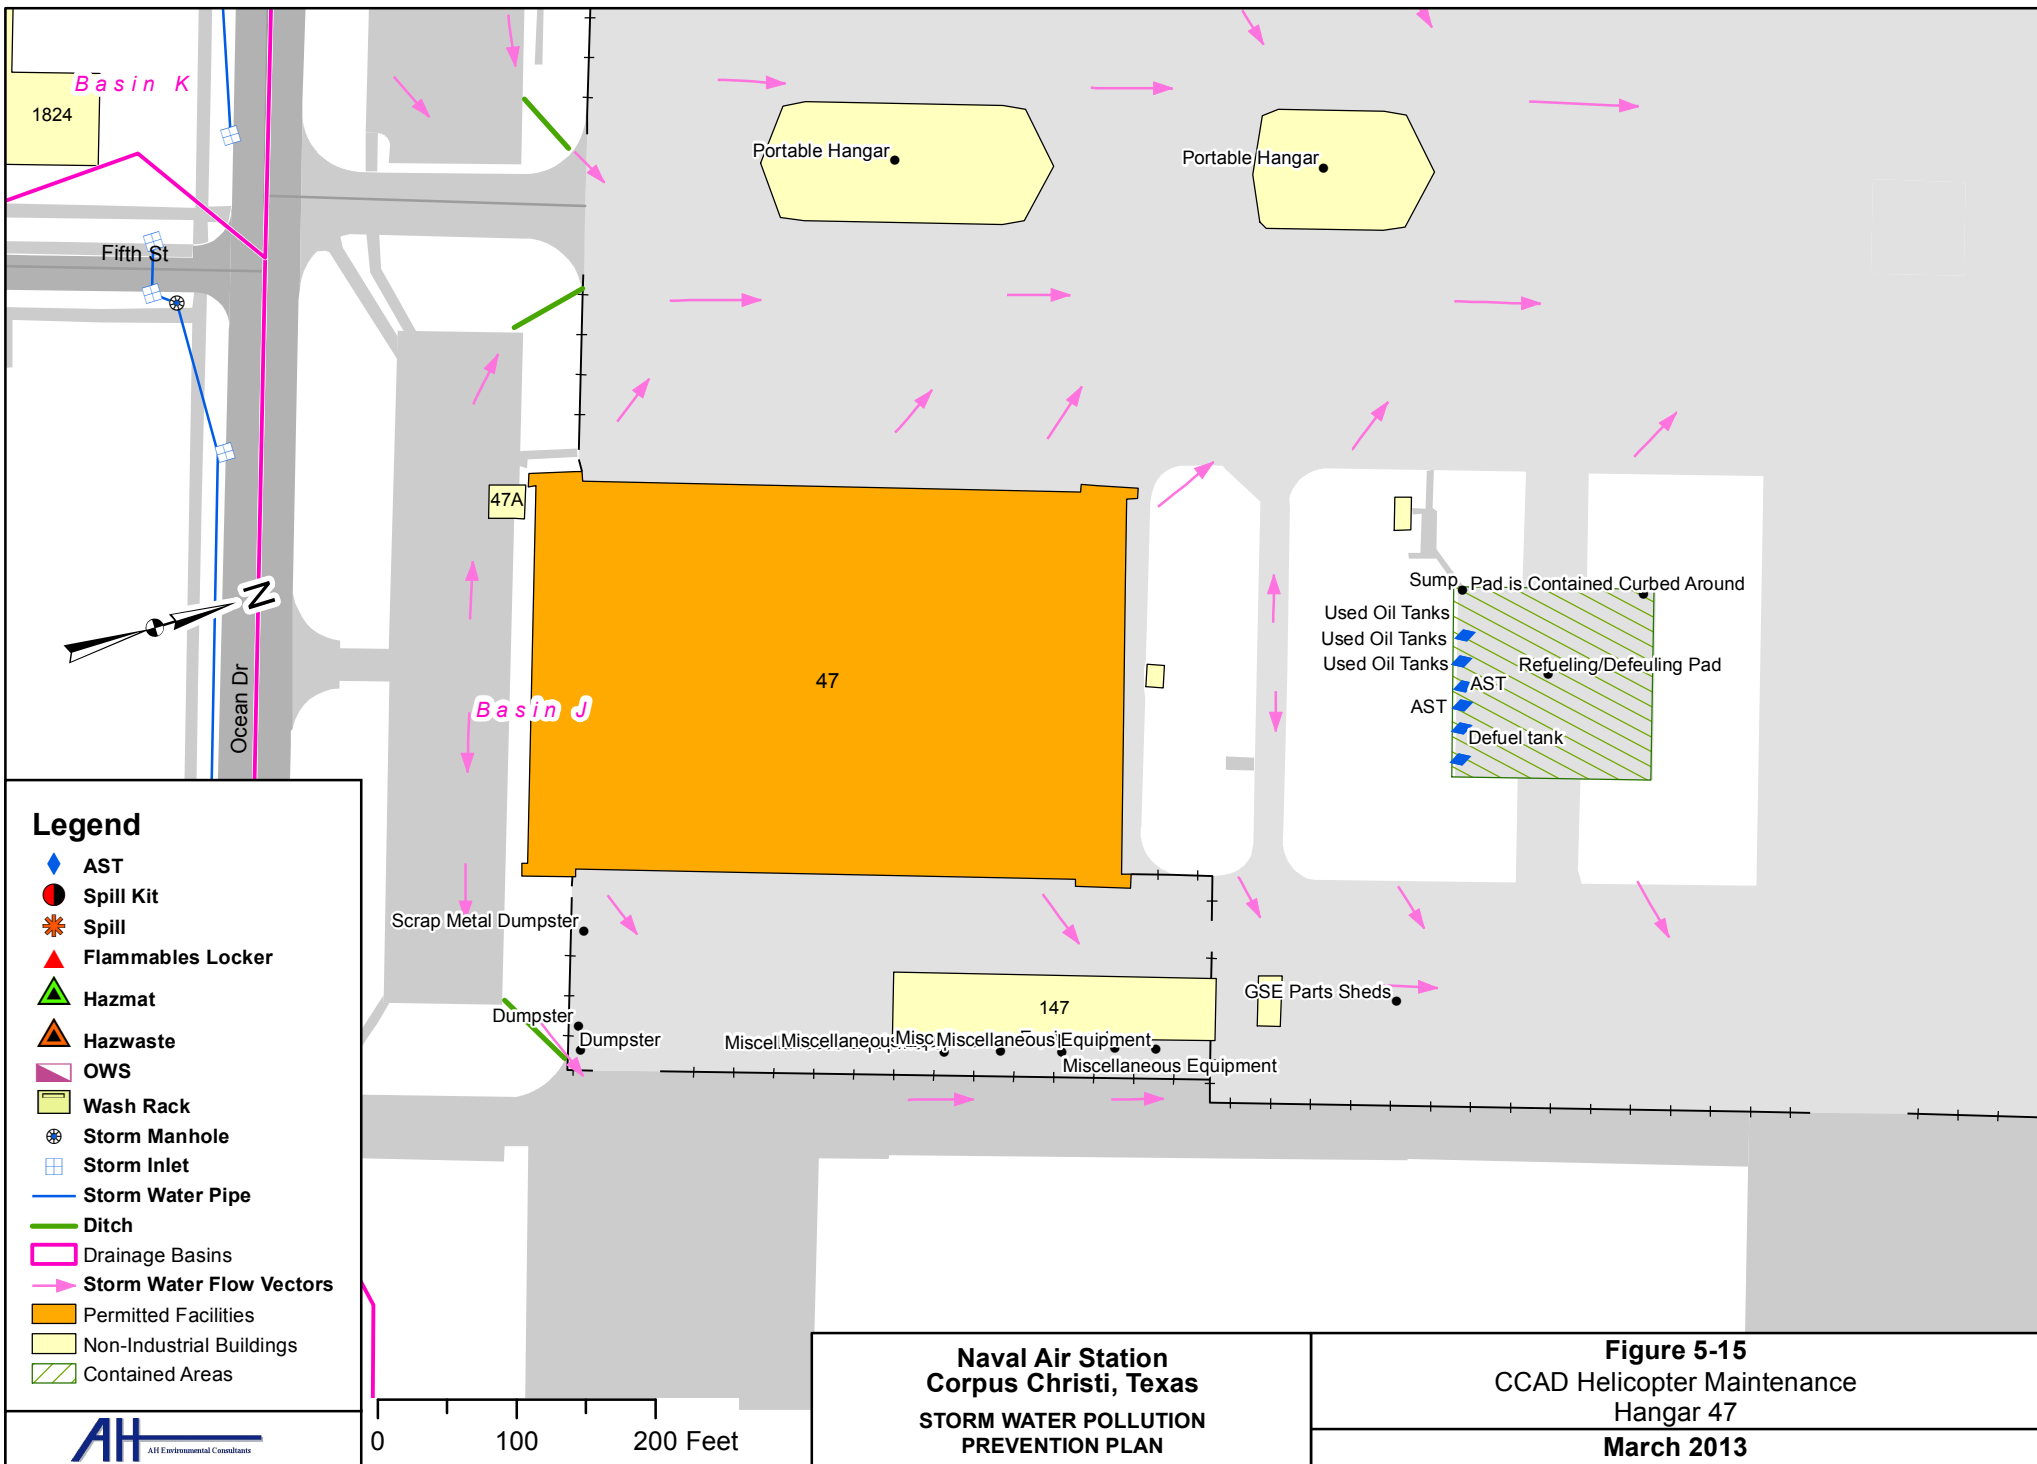 Basin K
1824
Portable Hangar
Portable Hangar
Fifth St
47A
N
Ocean Dr
Basin J
47
Sump
Pad is Contained Curbed Around
Used Oil Tanks
Used Oil Tanks
Used Oil Tanks
Refueling/Defeuling Pad
AST
AST
Defuel tank
Scrap Metal Dumpster
Dumpster
Dumpster
147
GSE Parts Sheds
Miscellaneous
Miscellaneous Equipment
Miscellaneous Equipment
Legend
AST
Spill Kit
Spill
Flammables Locker
Hazmat
Hazwaste
OWS
Wash Rack
Storm Manhole
Storm Inlet
Storm Water Pipe
Ditch
Drainage Basins
Storm Water Flow Vectors
Permitted Facilities
Non-Industrial Buildings
Contained Areas
AH AH Environmental Consultants
0 100 200 Feet
Naval Air Station
Corpus Christi, Texas
STORM WATER POLLUTION
PREVENTION PLAN
Figure 5-15
CCAD Helicopter Maintenance
Hangar 47
March 2013